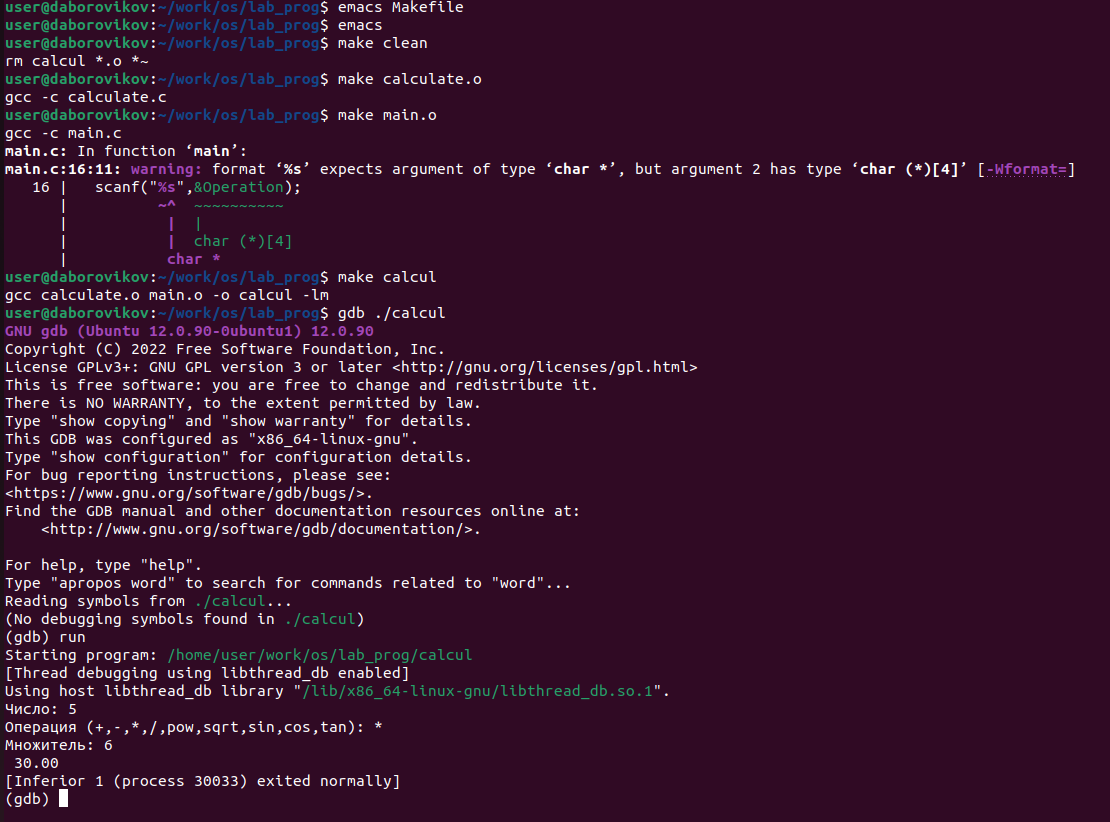 user@daborovikov:~/work/os/lab_prog$ emacs Makefile
user@daborovikov:~/work/os/lab_prog$ emacs
user@daborovikov:~/work/os/lab_prog$ make clean
rm calcul *.o *~
user@daborovikov:~/work/os/lab_prog$ make calculate.o
gcc -c calculate.c
user@daborovikov:~/work/os/lab_prog$ make main.o
gcc -c main.c
main.c: In function ‘main’:
main.c:16:11: warning: format ‘%s’ expects argument of type ‘char *’, but argument 2 has type ‘char (*)[4]’ [-Wformat=]
   16 |   scanf("%s",&Operation);
      |          ~^  ~~~~~~~~~~
      |           |  |
      |           |  char (*)[4]
      |           char *
user@daborovikov:~/work/os/lab_prog$ make calcul
gcc calculate.o main.o -o calcul -lm
user@daborovikov:~/work/os/lab_prog$ gdb ./calcul
GNU gdb (Ubuntu 12.0.90-0ubuntu1) 12.0.90
Copyright (C) 2022 Free Software Foundation, Inc.
License GPLv3+: GNU GPL version 3 or later <http://gnu.org/licenses/gpl.html>
This is free software: you are free to change and redistribute it.
There is NO WARRANTY, to the extent permitted by law.
Type "show copying" and "show warranty" for details.
This GDB was configured as "x86_64-linux-gnu".
Type "show configuration" for configuration details.
For bug reporting instructions, please see:
<https://www.gnu.org/software/gdb/bugs/>.
Find the GDB manual and other documentation resources online at:
    <http://www.gnu.org/software/gdb/documentation/>.

For help, type "help".
Type "apropos word" to search for commands related to "word"...
Reading symbols from ./calcul...
(No debugging symbols found in ./calcul)
(gdb) run
Starting program: /home/user/work/os/lab_prog/calcul
[Thread debugging using libthread_db enabled]
Using host libthread_db library "/lib/x86_64-linux-gnu/libthread_db.so.1".
Число: 5
Операция (+,-,*,/,pow,sqrt,sin,cos,tan): *
Множитель: 6
 30.00
[Inferior 1 (process 30033) exited normally]
(gdb)